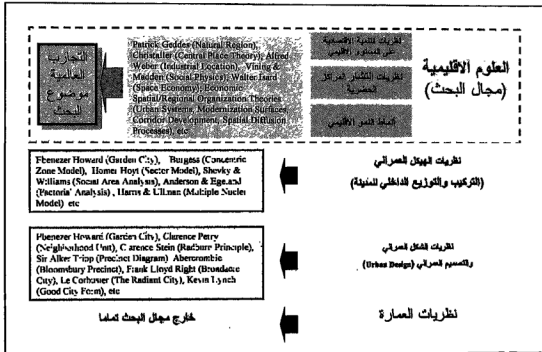 العلوم الاقليمية
(مجال البحث)
نظريات التنمية الاقتصادية
على المستوى الاقليمي
نظريات انتشار المراكز
الحضرية
أنماط النمو الاقليمي
Patrick Geddes (Natural Region),
Christaller (Central Place Theory), Alfred
Weber (Industrial Location), Vining &
Madden (Social Physics), Walter Isard
(Space Economy), Economic
Spatial/Regional Organization Theories
(Urban Systems, Modernization Surfaces,
Corridor Development, Spatial Diffusion
Processes), etc
التجارب
العالمية
موضوع
البحث
نظريات الهيكل العمراني
(التركيب والتوزيع الداخلي للمدينة)
Ebenezer Howard (Garden City), Burgess (Concentric
Zone Model), Homer Hoyt (Sector Model), Shevky &
Williams (Social Area Analysis), Anderson & Egeland
(Factorial Analysis), Harris & Ullman (Multiple Nuclei
Model) etc
نظريات الشكل العمراني
والتصميم العمراني (Urban Design)
Ebenezer Howard (Garden City), Clarence Perry
(Neighborhood Unit), Clarence Stein (Radburn Principle),
Sir Alker Tripp (Precinct Diagram) Abercrombie
(Bloomsbury Precinct), Frank Lloyd Right (Broadacre
City), Le Corbusier (The Radiant City), Kevin Lynch
(Good City Form), etc
نظريات العمارة
خارج مجال البحث تماما